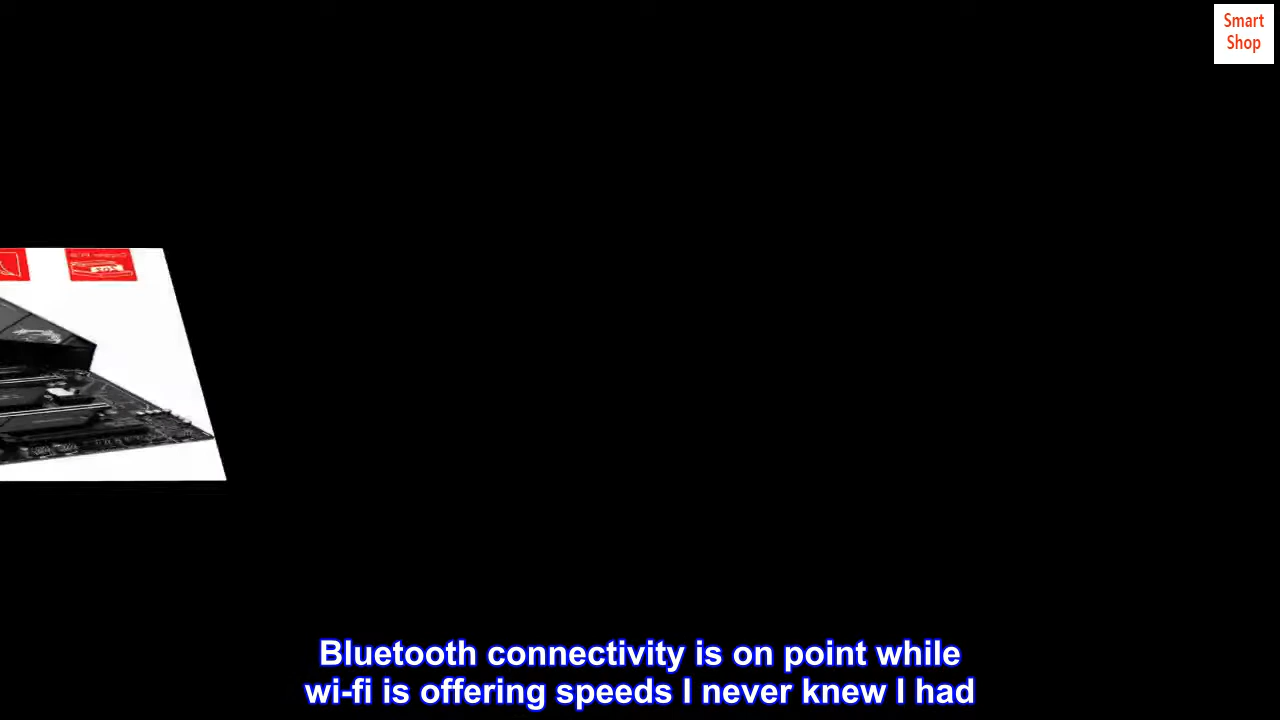 Smart
Shop
Bluetooth connectivity is on point while
wi-fi is offering speeds I never knew I had